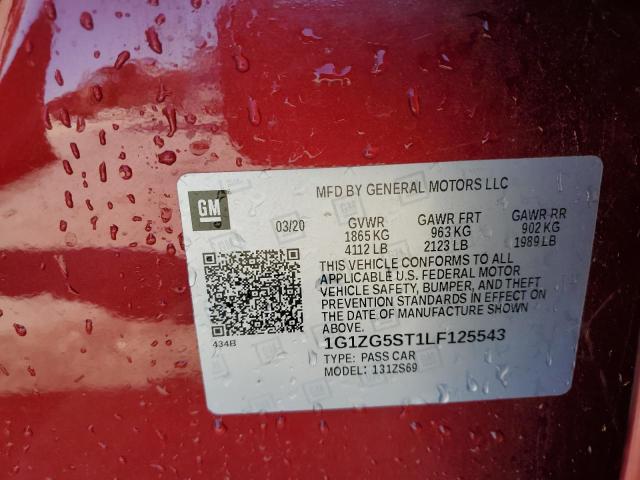 GM
MFD BY GENERAL MOTORS LLC
03/20
GVWR GAWR FRT GAWR RR
1865 KG 963 KG 902 KG
4112 LB 2123 LB 1989 LB
THIS VEHICLE CONFORMS TO ALL
APPLICABLE U.S. FEDERAL MOTOR
VEHICLE SAFETY, BUMPER, AND THEFT
PREVENTION STANDARDS IN EFFECT ON
THE DATE OF MANUFACTURE SHOWN
ABOVE.
434B
1G1ZG5ST1LF125543
TYPE: PASS CAR
MODEL: 131ZS69